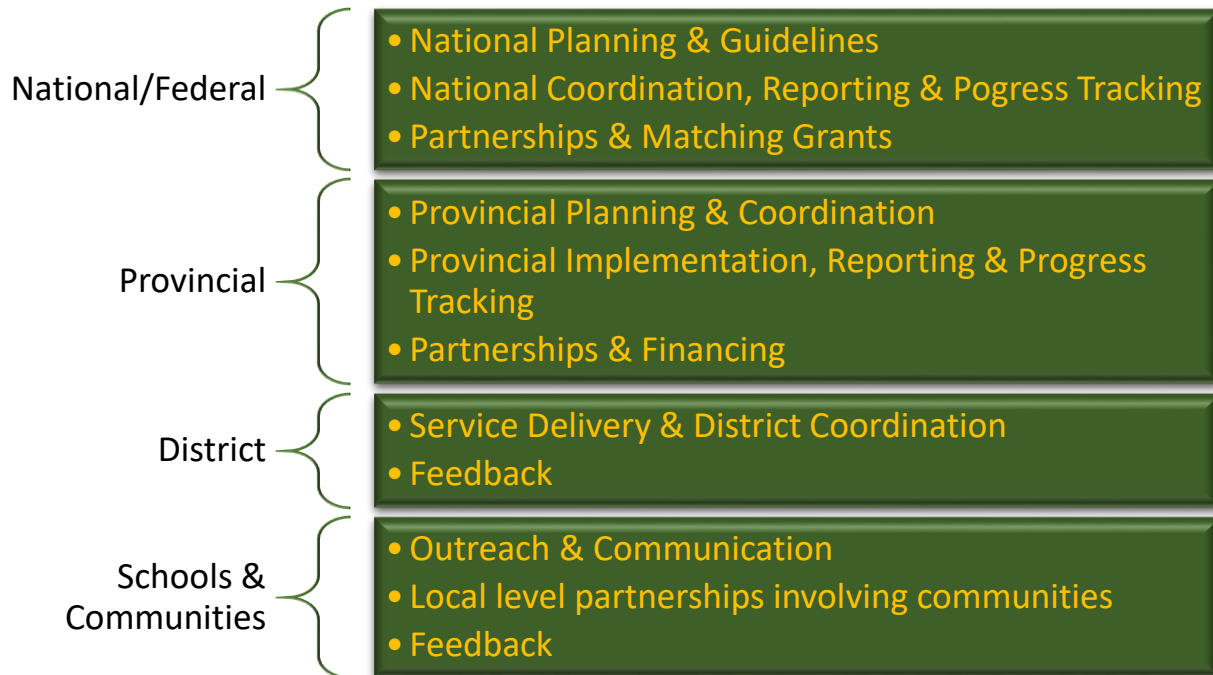 National/Federal
• National Planning & Guidelines
• National Coordination, Reporting & Pogress Tracking
• Partnerships & Matching Grants
Provincial
• Provincial Planning & Coordination
• Provincial Implementation, Reporting & Progress
Tracking
• Partnerships & Financing
District
• Service Delivery & District Coordination
• Feedback
Schools &
Communities
• Outreach & Communication
• Local level partnerships involving communities
• Feedback